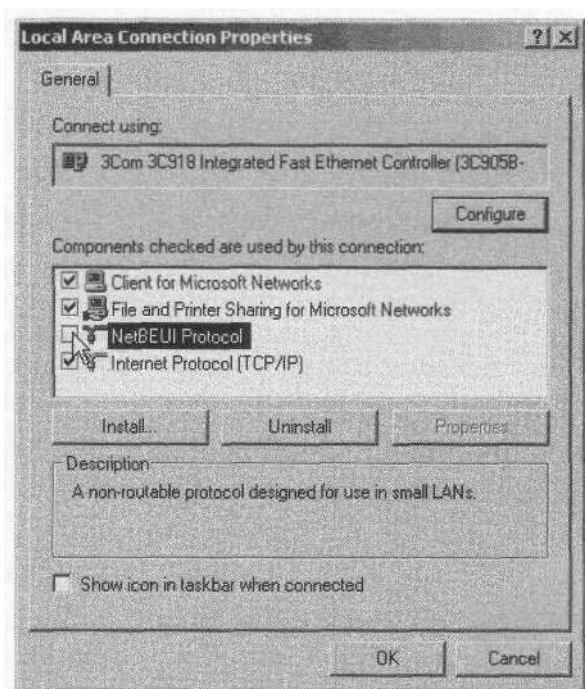 Local Area Connection Properties
General
Connect using:
3Com 3C918 Integrated Fast Ethernet Controller (3C905B-
Configure
Components checked are used by this connection:
Client for Microsoft Networks
File and Printer Sharing for Microsoft Networks
NetBEUI Protocol
Internet Protocol (TCP/IP)
Install...
Uninstall
Properties
Description
A non-routable protocol designed for use in small LANs.
Show icon in taskbar when connected
OK
Cancel